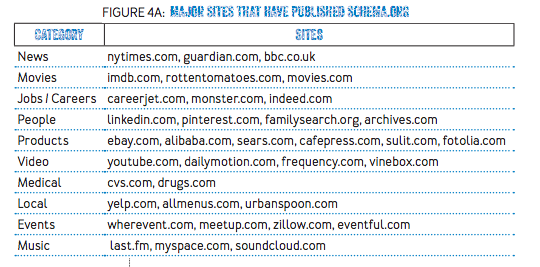 FIGURE 4A: MAJOR SITES THAT HAVE PUBLISHED SCHEMA.ORG
CATEGORY SITES
News nytimes.com, guardian.com, bbc.co.uk
Movies imdb.com, rottentomatoes.com, movies.com
Jobs / Careers careerjet.com, monster.com, indeed.com
People linkedin.com, pinterest.com, familysearch.org, archives.com
Products ebay.com, alibaba.com, sears.com, cafepress.com, sulit.com, fotolia.com
Video youtube.com, dailymotion.com, frequency.com, vinebox.com
Medical cvs.com, drugs.com
Local yelp.com, allmenus.com, urbanspoon.com
Events wherevent.com, meetup.com, zillow.com, eventful.com
Music last.fm, myspace.com, soundcloud.com